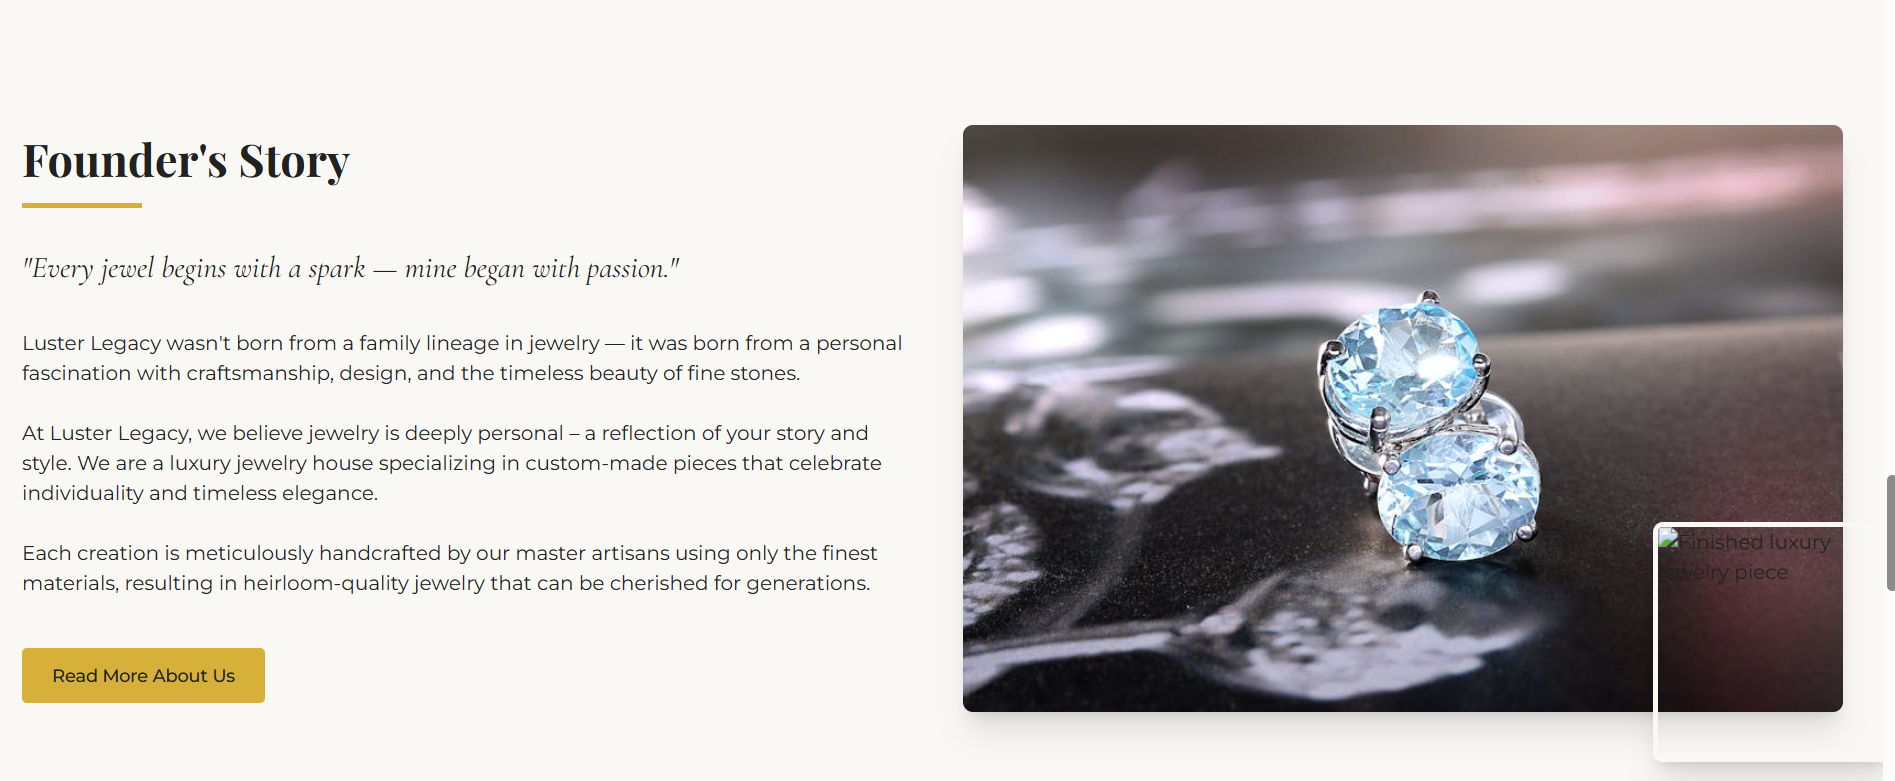 Founder's Story
"Every jewel begins with a spark — mine began with passion."
Luster Legacy wasn't born from a family lineage in jewelry — it was born from a personal
fascination with craftsmanship, design, and the timeless beauty of fine stones.
At Luster Legacy, we believe jewelry is deeply personal – a reflection of your story and
style. We are a luxury jewelry house specializing in custom-made pieces that celebrate
individuality and timeless elegance.
Each creation is meticulously handcrafted by our master artisans using only the finest
materials, resulting in heirloom-quality jewelry that can be cherished for generations.
Read More About Us
Finished luxury
jewelry piece